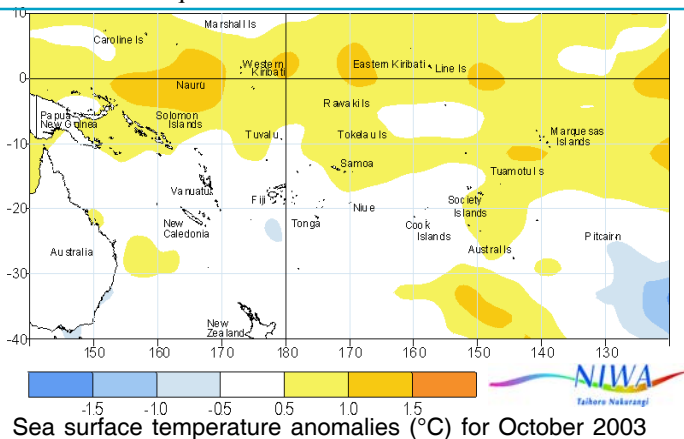 10
Marshall Is
Caroline Is
Western
Kiribati
Eastern Kiribati
Line Is
0
Nauru
Rawaki Is
Papua
New Guinea
Solomon
Islands
Tuvalu
Tokelau Is
Marquesas
Islands
-10
Samoa
Tuamotu Is
Vanuatu
Fiji
Niue
Society
Islands
-20
New
Caledonia
Tonga
Cook
Islands
Pitcairn
Australia
Austral Is
-30
New
Zealand
-40
150 160 170 180 170 160 150 140 130
-1.5 -1.0 -0.5 0.5 1.0 1.5
NIWA
Taihoro Nukurangi
Sea surface temperature anomalies (°C) for October 2003